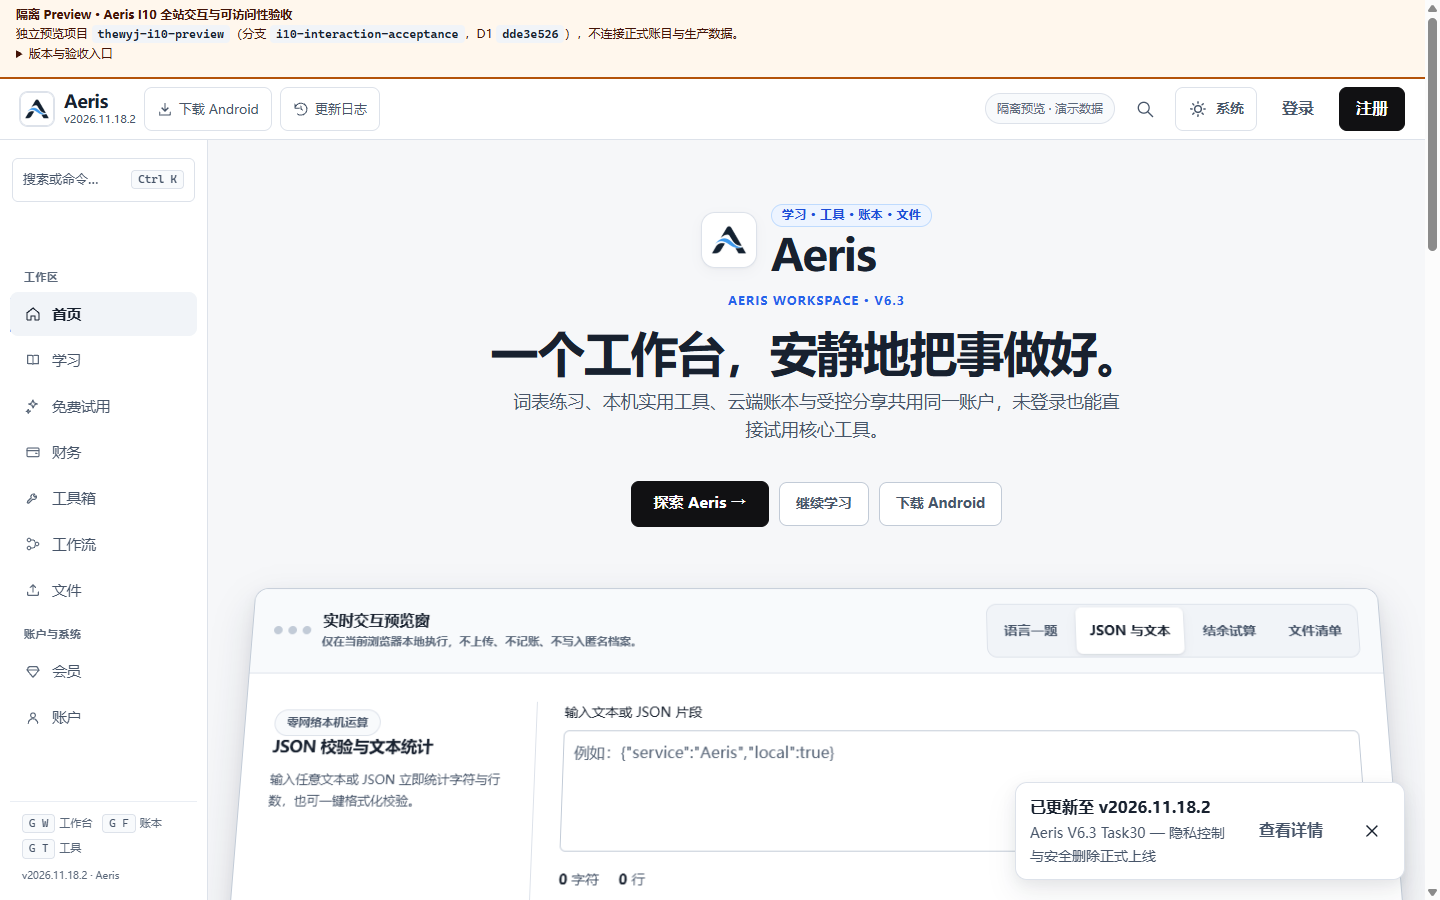 隔离 Preview • Aeris I10 全站交互与可访问性验收
独立预览项目 thewyj-i10-preview （分支 i10-interaction-acceptance ，D1 dde3e526 ），不连接正式账目与生产数据。
▶ 版本与验收入口
Aeris
v2026.11.18.2
下载 Android
更新日志
隔离预览 · 演示数据
系统
登录
注册
搜索或命令...
Ctrl K
工作区
首页
学习
免费试用
财务
工具箱
工作流
文件
账户与系统
会员
账户
G W 工作台 G F 账本
G T 工具
v2026.11.18.2 · Aeris
学习 • 工具 • 账本 • 文件
Aeris
AERIS WORKSPACE • V6.3
一个工作台，安静地把事做好。
词表练习、本机实用工具、云端账本与受控分享共用同一账户，未登录也能直
接试用核心工具。
探索 Aeris →
继续学习
下载 Android
实时交互预览窗
仅在当前浏览器本地执行，不上传、不记账、不写入匿名档案。
语言一题
JSON 与文本
结余试算
文件清单
零网络本机运算
JSON 校验与文本统计
输入任意文本或 JSON 立即统计字符与行
数，也可一键格式化校验。
输入文本或 JSON 片段
例如：{"service":"Aeris","local":true}
0 字符 0 行
已更新至 v2026.11.18.2
Aeris V6.3 Task30 — 隐私控制
与安全删除正式上线
查看详情